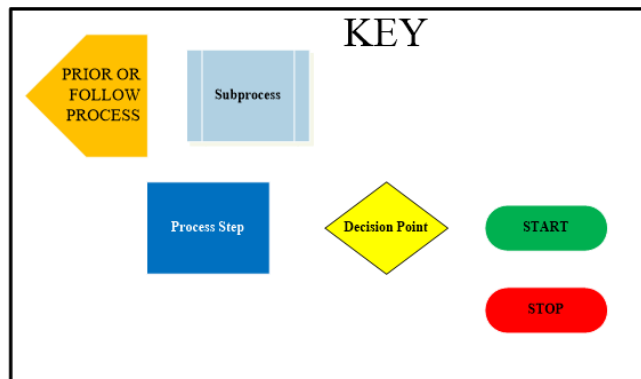 KEY
PRIOR OR
FOLLOW
PROCESS
Subprocess
Process Step
Decision Point
START
STOP